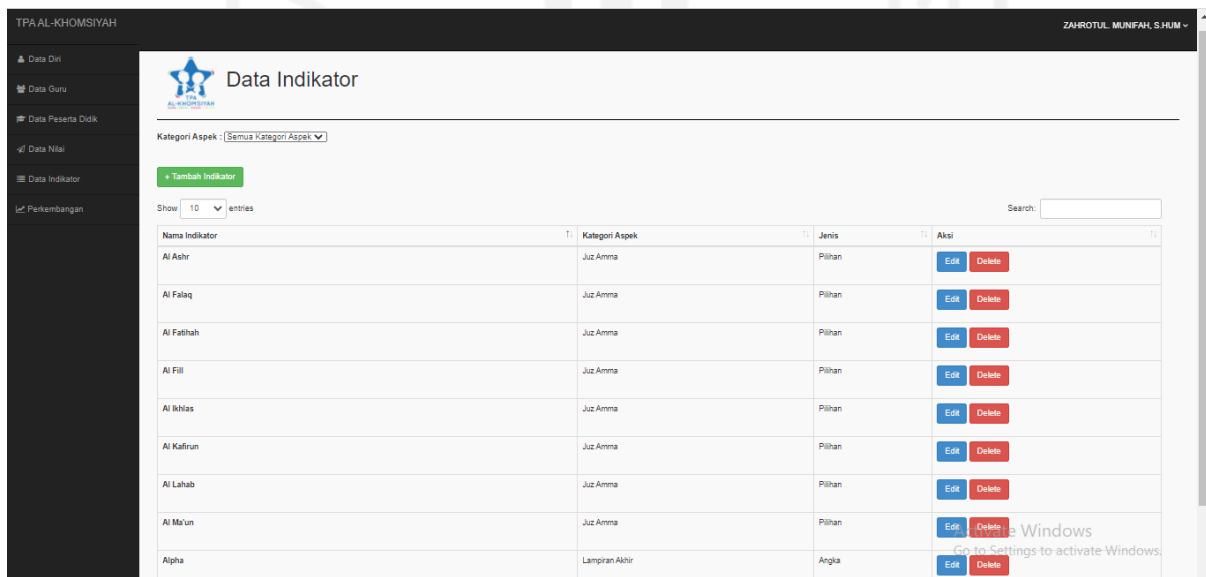 TPA AL-KHOMSIYAH
ZAHROTUL. MUNIFAH, S.HUM
Data Diri
Data Guru
Data Peserta Didik
Data Nilai
Data Indikator
Perkembangan
TPA
AL-KHOMSIYAH
Data Indikator
Kategori Aspek : Semua Kategori Aspek
+ Tambah Indikator
Show 10 entries
Search:
Nama Indikator Kategori Aspek Jenis Aksi
Al Ashr Juz Amma Pilihan Edit Delete
Al Falaq Juz Amma Pilihan Edit Delete
Al Fatihah Juz Amma Pilihan Edit Delete
Al Fill Juz Amma Pilihan Edit Delete
Al Ikhlas Juz Amma Pilihan Edit Delete
Al Kafirun Juz Amma Pilihan Edit Delete
Al Lahab Juz Amma Pilihan Edit Delete
Al Ma'un Juz Amma Pilihan Edit Delete
Alpha Lampiran Akhir Angka Edit Delete
Activate Windows
Go to Settings to activate Windows.